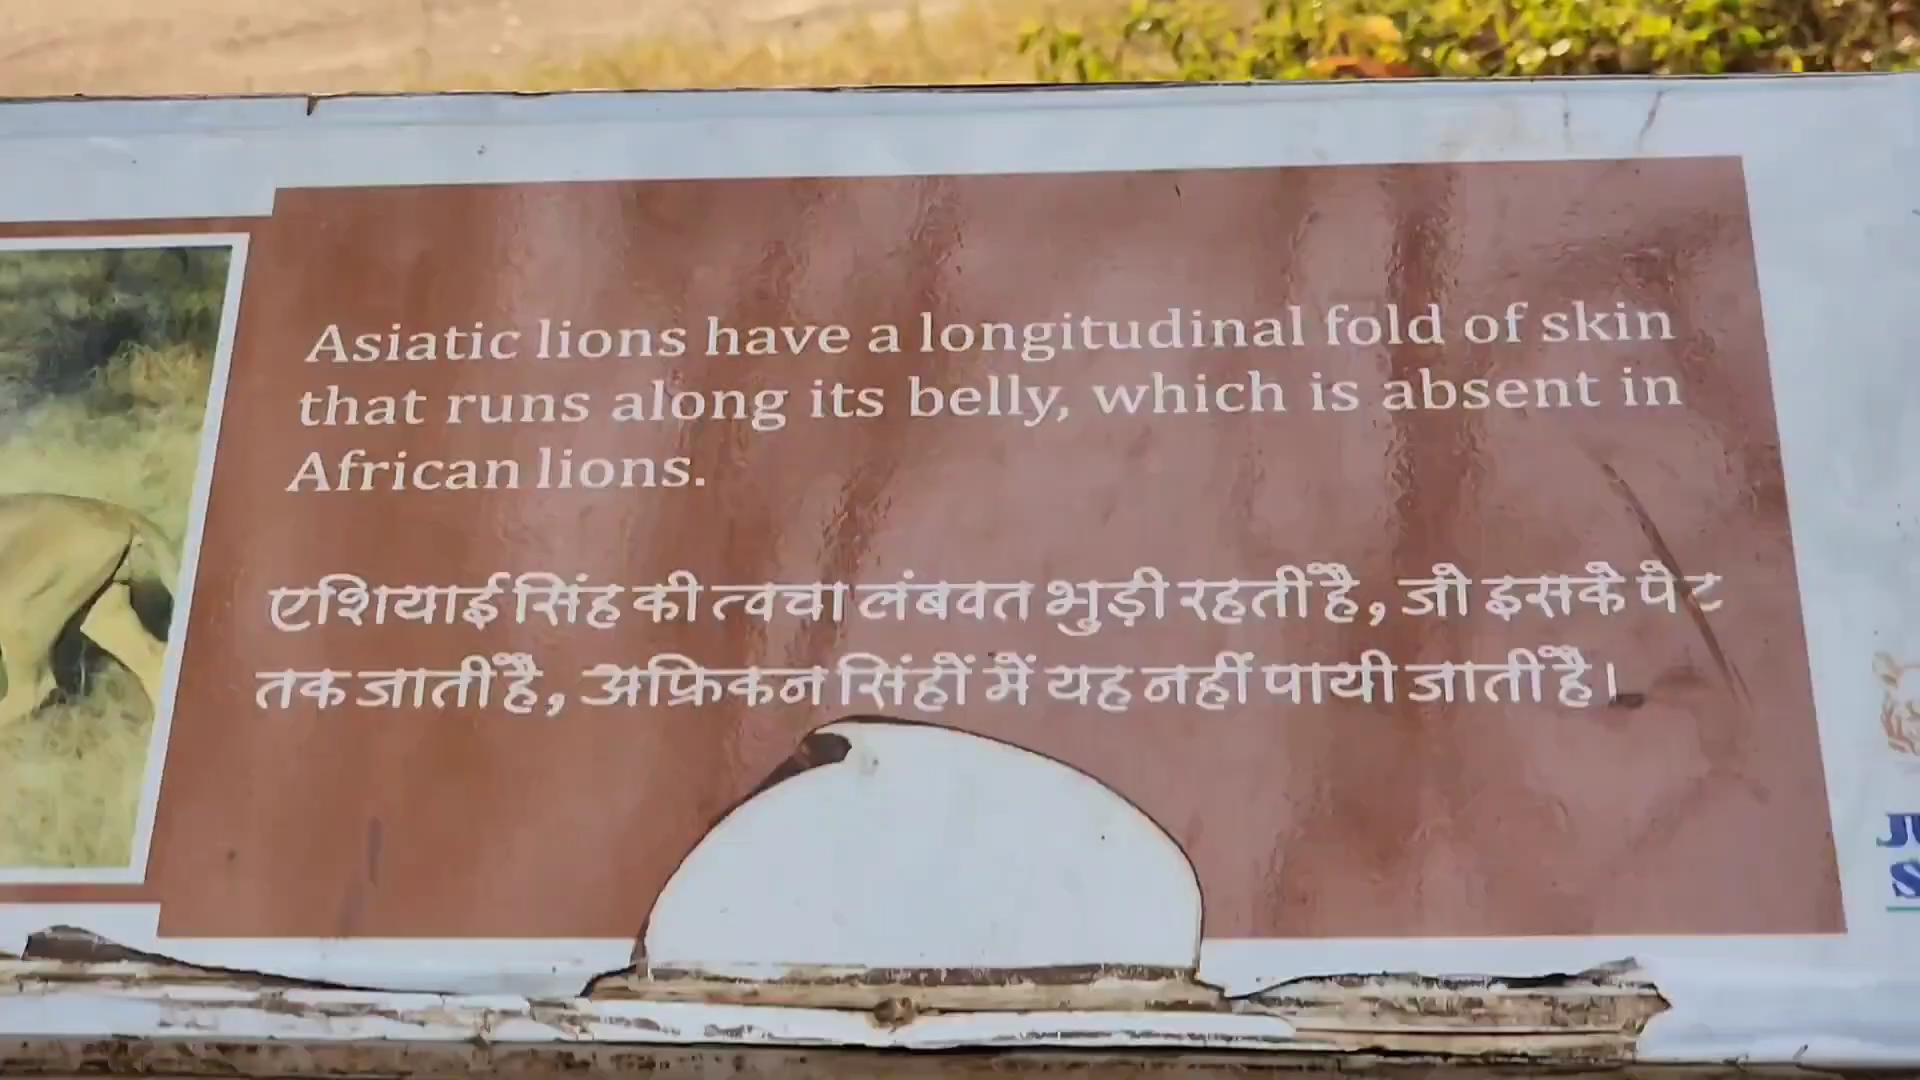 Asiatic lions have a longitudinal fold of skin
that runs along its belly, which is absent in
African lions.
एशियाई सिंह की त्वचा लंबवत भुड़ी रहती है, जो इसके पेट
तक जाती है, अफ्रिकन सिंहों में यह नहीं पायी जाती है।